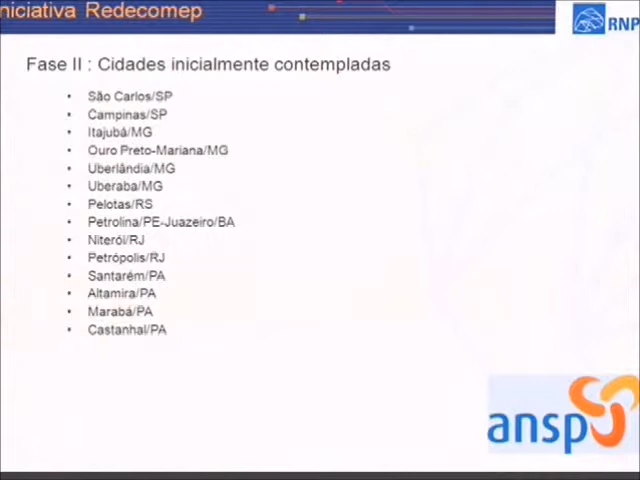 niciativa Redecomep
RNP
Fase II : Cidades inicialmente contempladas
• São Carlos/SP
• Campinas/SP
• Itajubá/MG
• Ouro Preto-Mariana/MG
• Uberlândia/MG
• Uberaba/MG
• Pelotas/RS
• Petrolina/PE-Juazeiro/BA
• Niterói/RJ
• Petrópolis/RJ
• Santarém/PA
• Altamira/PA
• Marabá/PA
• Castanhal/PA
ansp